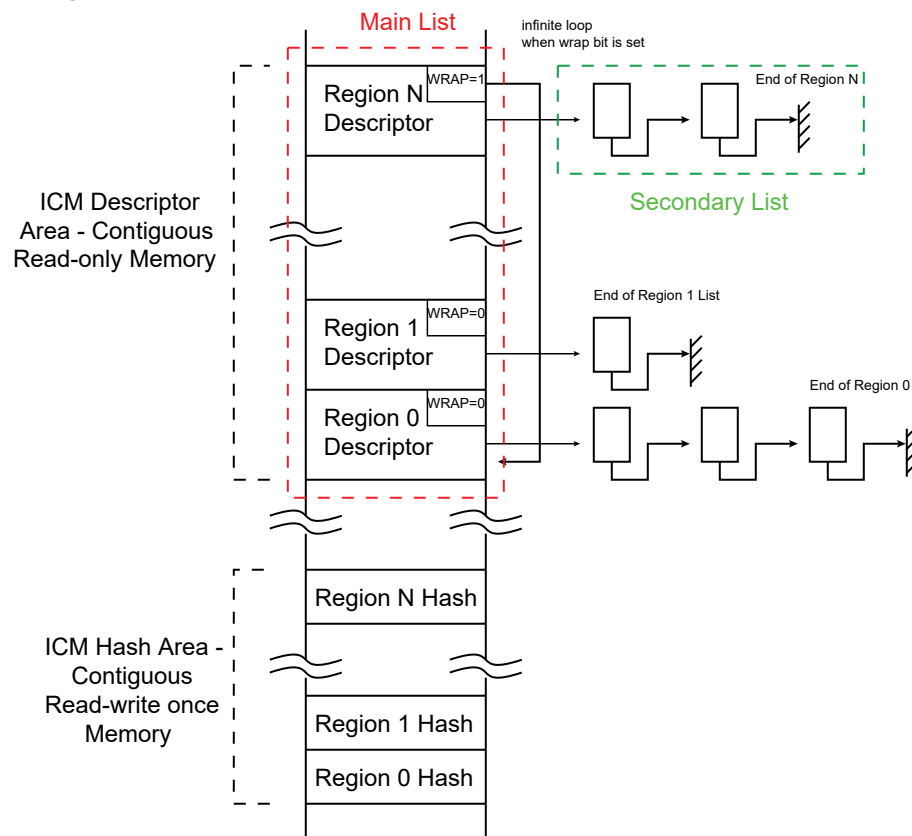 Main List
infinite loop
when wrap bit is set
WRAP=1
Region N
Descriptor
End of Region N
Secondary List
ICM Descriptor
Area - Contiguous
Read-only Memory
End of Region 1 List
WRAP=0
Region 1
Descriptor
End of Region 0
WRAP=0
Region 0
Descriptor
Region N Hash
ICM Hash Area -
Contiguous
Read-write once
Memory
Region 1 Hash
Region 0 Hash